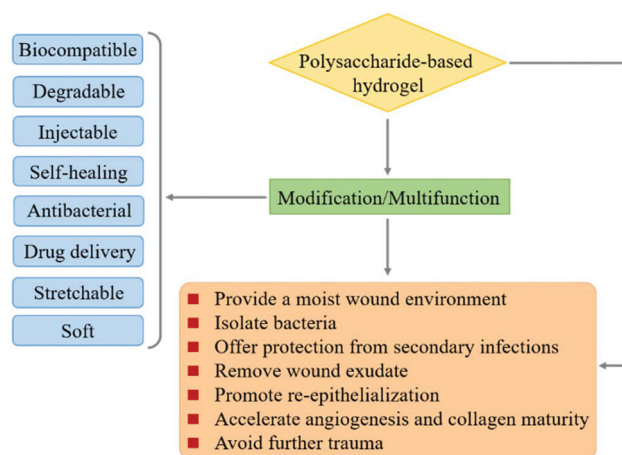 Biocompatible
Degradable
Injectable
Self-healing
Antibacterial
Drug delivery
Stretchable
Soft
Polysaccharide-based
hydrogel
Modification/Multifunction
Provide a moist wound environment
Isolate bacteria
Offer protection from secondary infections
Remove wound exudate
Promote re-epithelialization
Accelerate angiogenesis and collagen maturity
Avoid further trauma